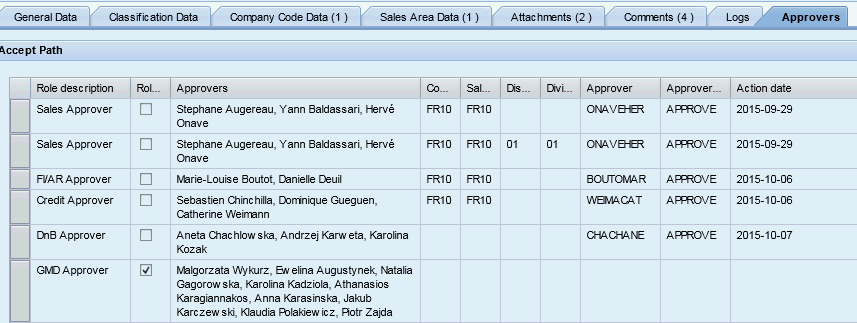 General Data Classification Data Company Code Data ( 1 ) Sales Area Data ( 1 ) Attachments ( 2 ) Comments ( 4 ) Logs Approvers
Accept Path
Role description Rol... Approvers Co... Sal... Dis... Divi... Approver Approver... Action date
Sales Approver Stephane Augereau, Yann Baldassari, Hervé FR10 FR10 ONAVEHER APPROVE 2015-09-29
Onave
Sales Approver Stephane Augereau, Yann Baldassari, Hervé FR10 FR10 01 01 ONAVEHER APPROVE 2015-09-29
Onave
FI/AR Approver Marie-Louise Boutot, Danielle Deuil FR10 FR10 BOUTOMAR APPROVE 2015-10-06
Credit Approver Sebastien Chinchilla, Dominique Gueguen, FR10 FR10 WEIMACAT APPROVE 2015-10-06
Catherine Weimann
DnB Approver Aneta Chachlowska, Andrzej Karweta, Karolina CHACHANE APPROVE 2015-10-07
Kozak
GMD Approver Malgorzata Wykurz, Ewelina Augustynek, Natalia
Gagorowska, Karolina Kadziola, Athanasios
Karagiannakos, Anna Karasinska, Jakub
Karczewski, Klaudia Polakiewicz, Piotr Zajda